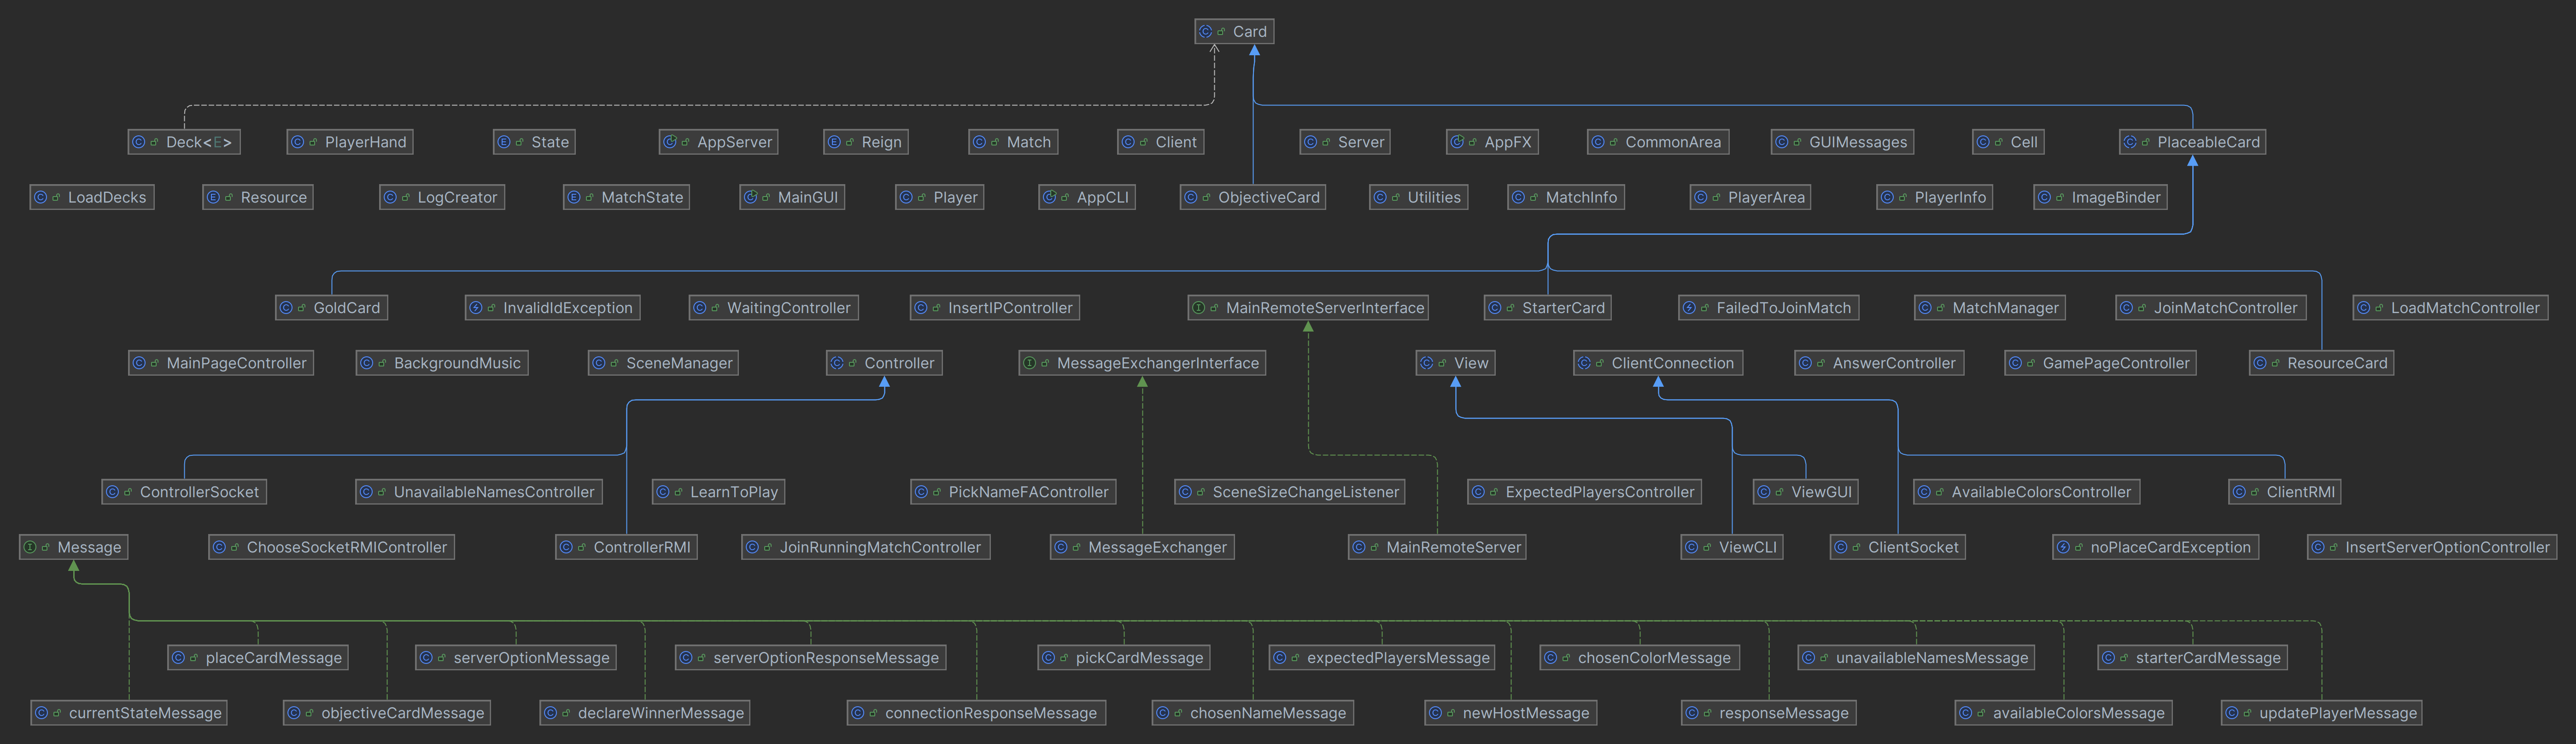 Card
Deck<E>
PlayerHand
State
AppServer
Reign
Match
Client
Server
AppFX
CommonArea
GUIMessages
Cell
PlaceableCard
LoadDecks
Resource
LogCreator
MatchState
MainGUI
Player
AppCLI
ObjectiveCard
Utilities
MatchInfo
PlayerArea
PlayerInfo
ImageBinder
GoldCard
InvalidIdException
WaitingController
InsertIPController
MainRemoteServerInterface
StarterCard
FailedToJoinMatch
MatchManager
JoinMatchController
LoadMatchController
MainPageController
BackgroundMusic
SceneManager
Controller
MessageExchangerInterface
View
ClientConnection
AnswerController
GamePageController
ResourceCard
ControllerSocket
UnavailableNamesController
LearnToPlay
PickNameFAController
SceneSizeChangeListener
ExpectedPlayersController
ViewGUI
AvailableColorsController
ClientRMI
Message
ChooseSocketRMIController
ControllerRMI
JoinRunningMatchController
MessageExchanger
MainRemoteServer
ViewCLI
ClientSocket
noPlaceCardException
InsertServerOptionController
placeCardMessage
serverOptionMessage
serverOptionResponseMessage
pickCardMessage
expectedPlayersMessage
chosenColorMessage
unavailableNamesMessage
starterCardMessage
currentStateMessage
objectiveCardMessage
declareWinnerMessage
connectionResponseMessage
chosenNameMessage
newHostMessage
responseMessage
availableColorsMessage
updatePlayerMessage